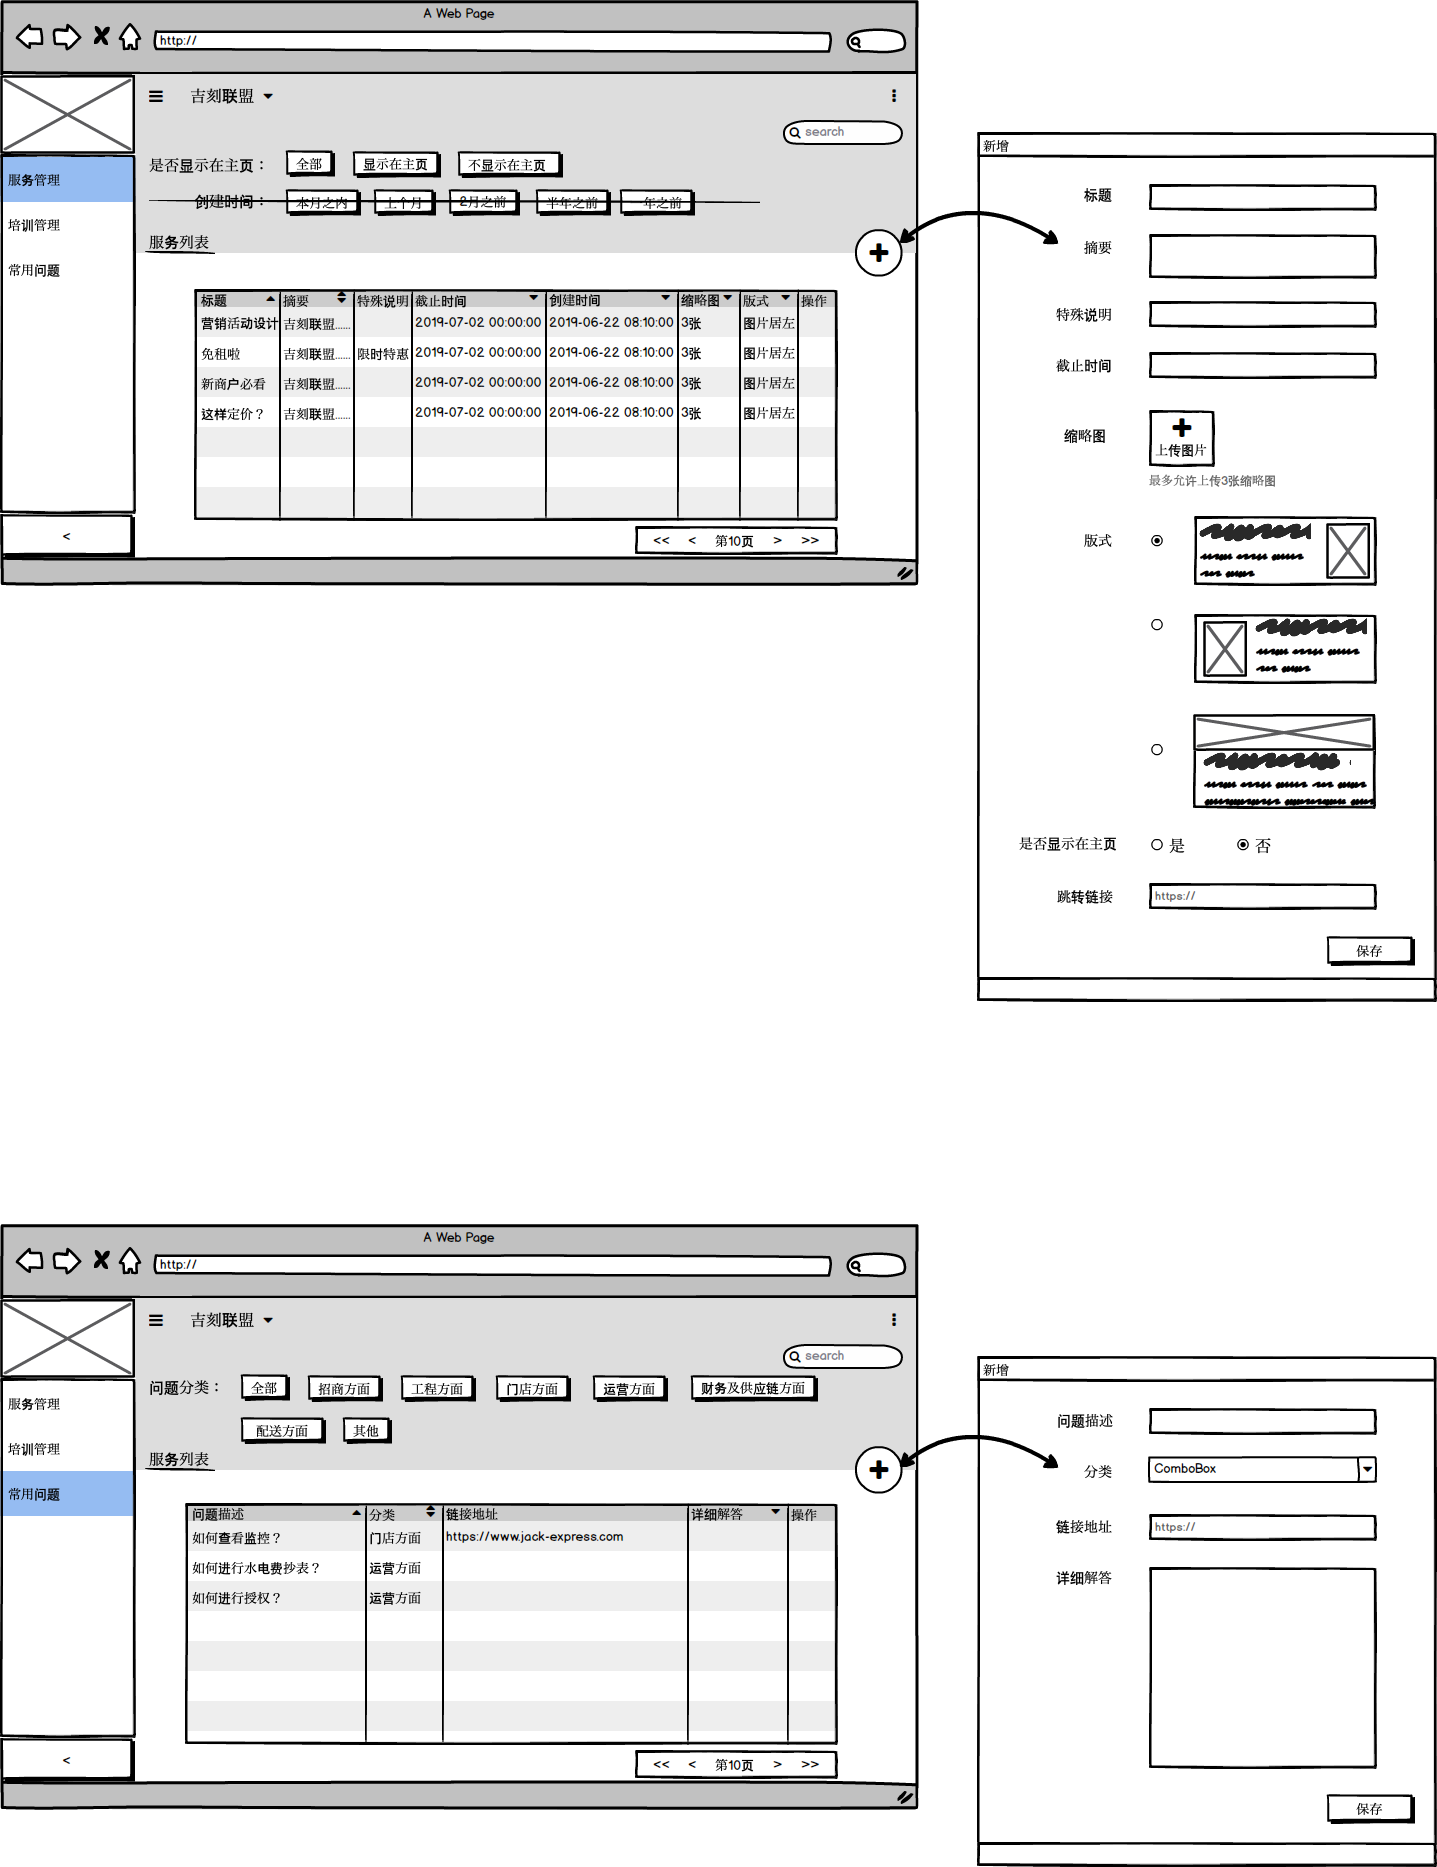 A Web Page
http://
吉刻联盟
search
服务管理
培训管理
常用问题
<
是否显示在主页： 全部 显示在主页 不显示在主页
创建时间： 本月之内 上个月 2月之前 半年之前 一年之前
服务列表
标题 摘要 特殊说明 截止时间 创建时间 缩略图 版式 操作
营销活动设计 吉刻联盟...... 2019-07-02 00:00:00 2019-06-22 08:10:00 3张 图片居左
免租啦 吉刻联盟...... 限时特惠 2019-07-02 00:00:00 2019-06-22 08:10:00 3张 图片居左
新商户必看 吉刻联盟...... 2019-07-02 00:00:00 2019-06-22 08:10:00 3张 图片居左
这样定价？ 吉刻联盟...... 2019-07-02 00:00:00 2019-06-22 08:10:00 3张 图片居左
<< < 第10页 > >>
新增
标题
摘要
特殊说明
截止时间
缩略图
上传图片
最多允许上传3张缩略图
版式
是否显示在主页 是 否
跳转链接 https://
保存
A Web Page
http://
吉刻联盟
search
服务管理
培训管理
常用问题
<
问题分类： 全部 招商方面 工程方面 门店方面 运营方面 财务及供应链方面
配送方面 其他
服务列表
问题描述 分类 链接地址 详细解答 操作
如何查看监控？ 门店方面 https://www.jack-express.com
如何进行水电费抄表？ 运营方面
如何进行授权？ 运营方面
<< < 第10页 > >>
新增
问题描述
分类 ComboBox
链接地址 https://
详细解答
保存